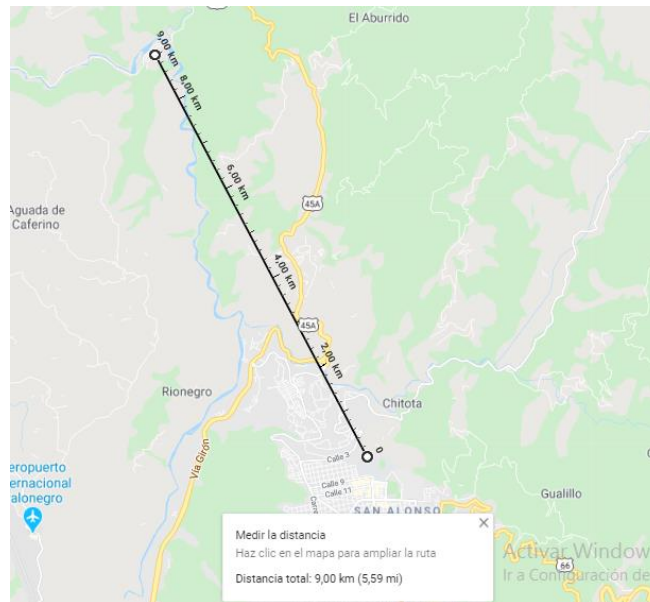 El Aburrido
9,00 km
8,00 km
6,00 km
45A
Aguada de
Caferino
4,00 km
45A
2,00 km
Rionegro
Chitota
0
Vía Girón
Calle 3
eropuerto
ernacional
alonegro
Calle 9
Calle 11
Gualillo
SAN ALONSO
Medir la distancia
Haz clic en el mapa para ampliar la ruta
Distancia total: 9,00 km (5,59 mi)
Activar Window
Ir a Configuración de
66